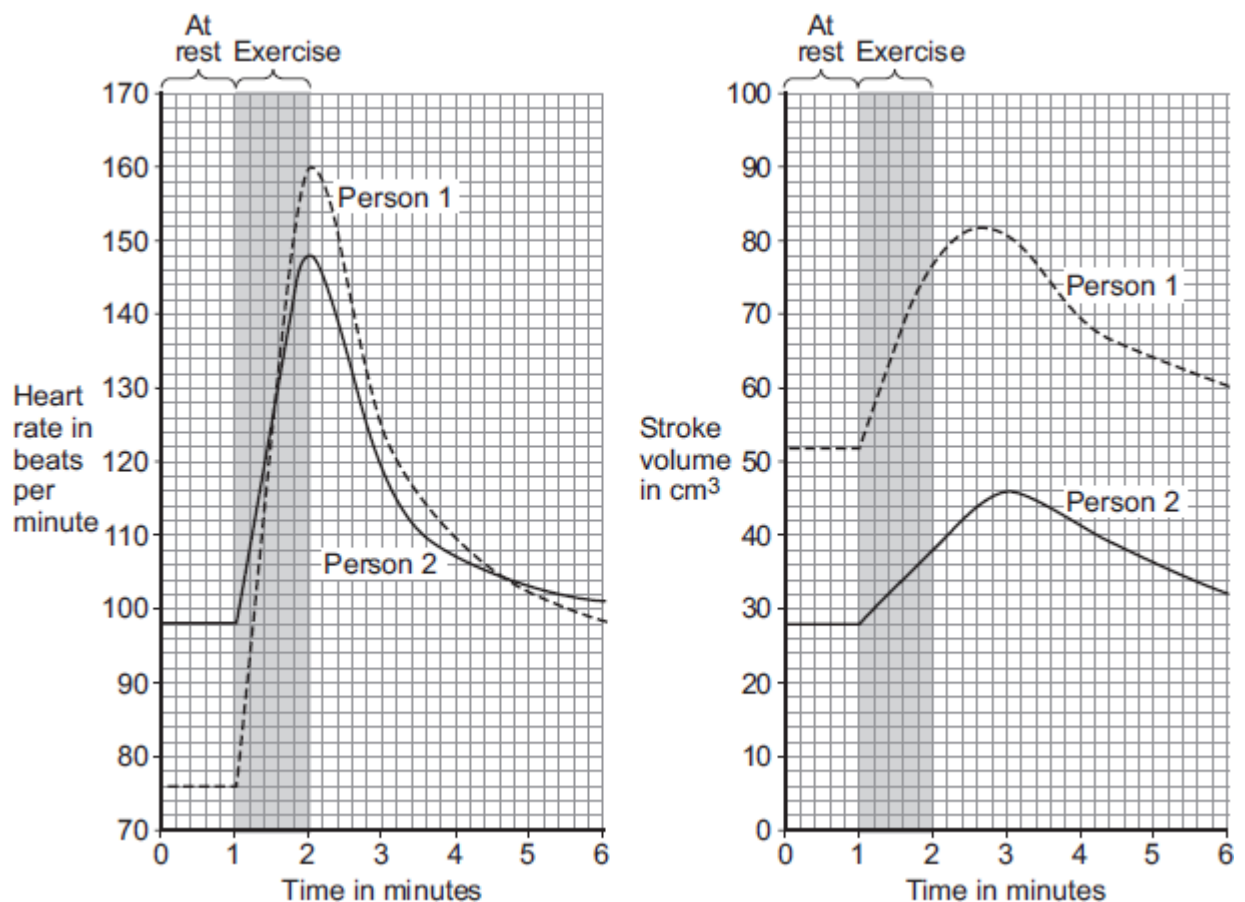 At
rest Exercise
170
160
150
140
130
120
110
100
90
80
70
Heart
rate in
beats
per
minute
Person 1
Person 2
0 1 2 3 4 5 6
Time in minutes
At
rest Exercise
100
90
80
70
60
50
40
30
20
10
0
Stroke
volume
in cm3
Person 1
Person 2
0 1 2 3 4 5 6
Time in minutes